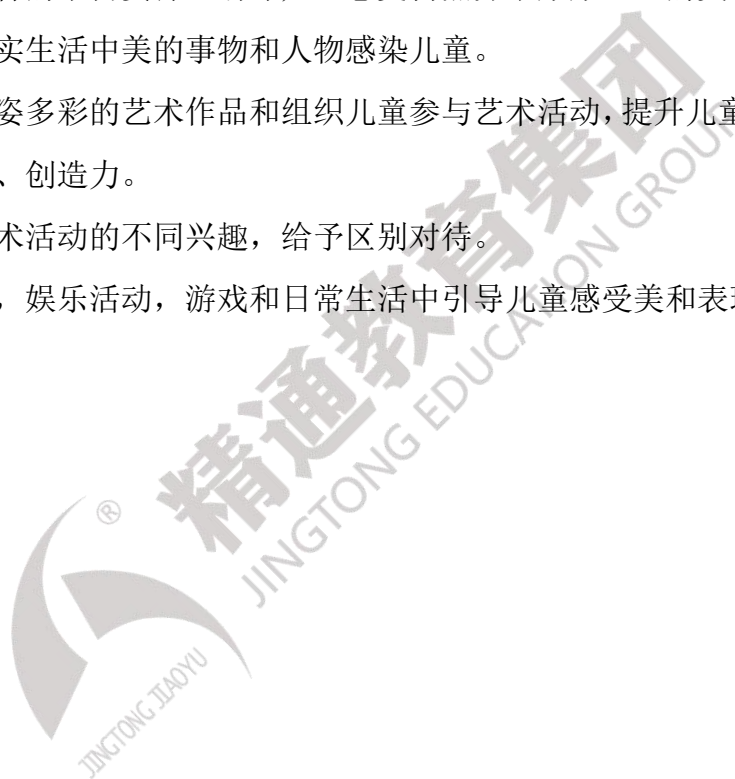 实生活中美的事物和人物感染儿童。
姿多彩的艺术作品和组织儿童参与艺术活动，提升儿童
、创造力。
术活动的不同兴趣，给予区别对待。
，娱乐活动，游戏和日常生活中引导儿童感受美和表现
精通教育集团
JINGTONG EDUCATION GROUP
®
JINGTONG JIAOYU